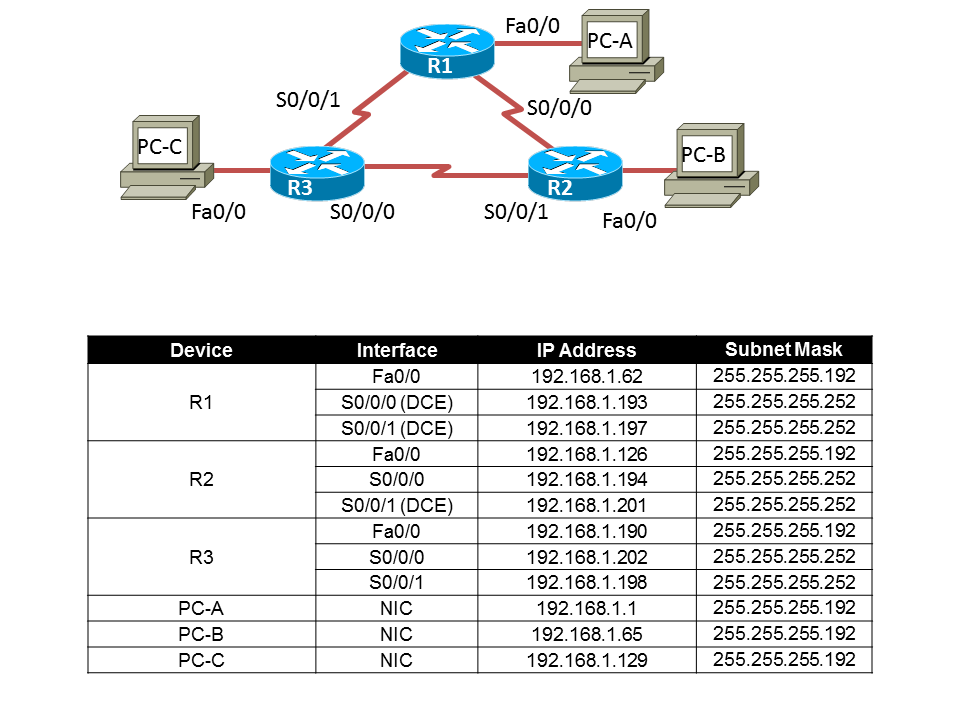 Fa0/0
PC-A
R1
S0/0/1
S0/0/0
PC-C
PC-B
R3
R2
Fa0/0
S0/0/0
S0/0/1
Fa0/0
Device Interface IP Address Subnet Mask
R1 Fa0/0 192.168.1.62 255.255.255.192
S0/0/0 (DCE) 192.168.1.193 255.255.255.252
S0/0/1 (DCE) 192.168.1.197 255.255.255.252
R2 Fa0/0 192.168.1.126 255.255.255.192
S0/0/0 192.168.1.194 255.255.255.252
S0/0/1 (DCE) 192.168.1.201 255.255.255.252
R3 Fa0/0 192.168.1.190 255.255.255.192
S0/0/0 192.168.1.202 255.255.255.252
S0/0/1 192.168.1.198 255.255.255.252
PC-A NIC 192.168.1.1 255.255.255.192
PC-B NIC 192.168.1.65 255.255.255.192
PC-C NIC 192.168.1.129 255.255.255.192